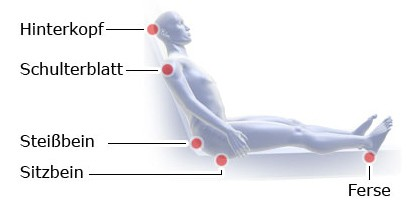 Hinterkopf
Schulterblatt
Steißbein
Sitzbein
Ferse